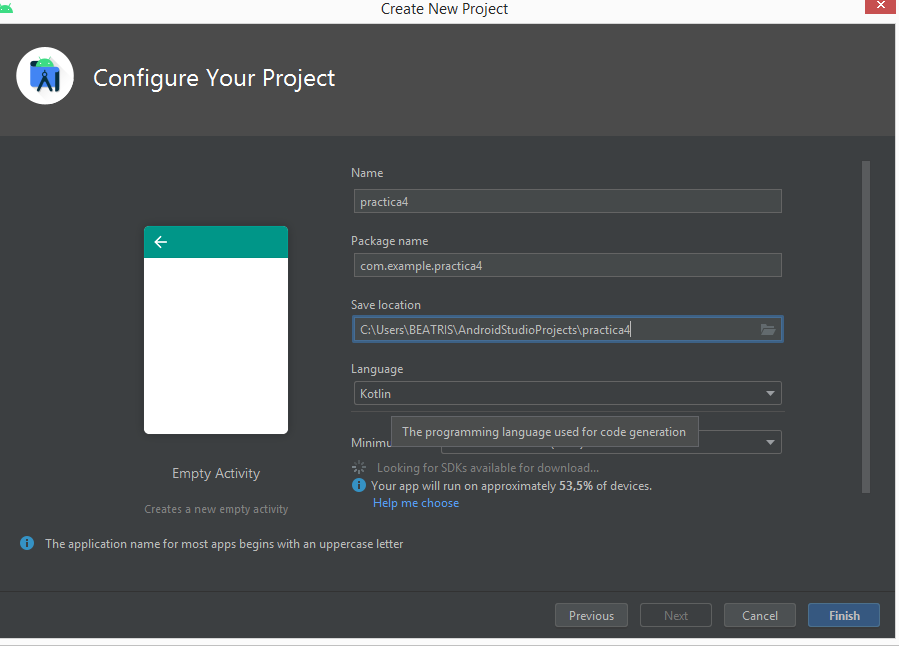 Create New Project
Configure Your Project
Name
practica4
Package name
com.example.practica4
Save location
C:\Users\BEATRIS\AndroidStudioProjects\practica4
Language
Kotlin
The programming language used for code generation
Looking for SDKs available for download...
Your app will run on approximately 53,5% of devices.
Help me choose
Empty Activity
Creates a new empty activity
The application name for most apps begins with an uppercase letter
Previous
Next
Cancel
Finish